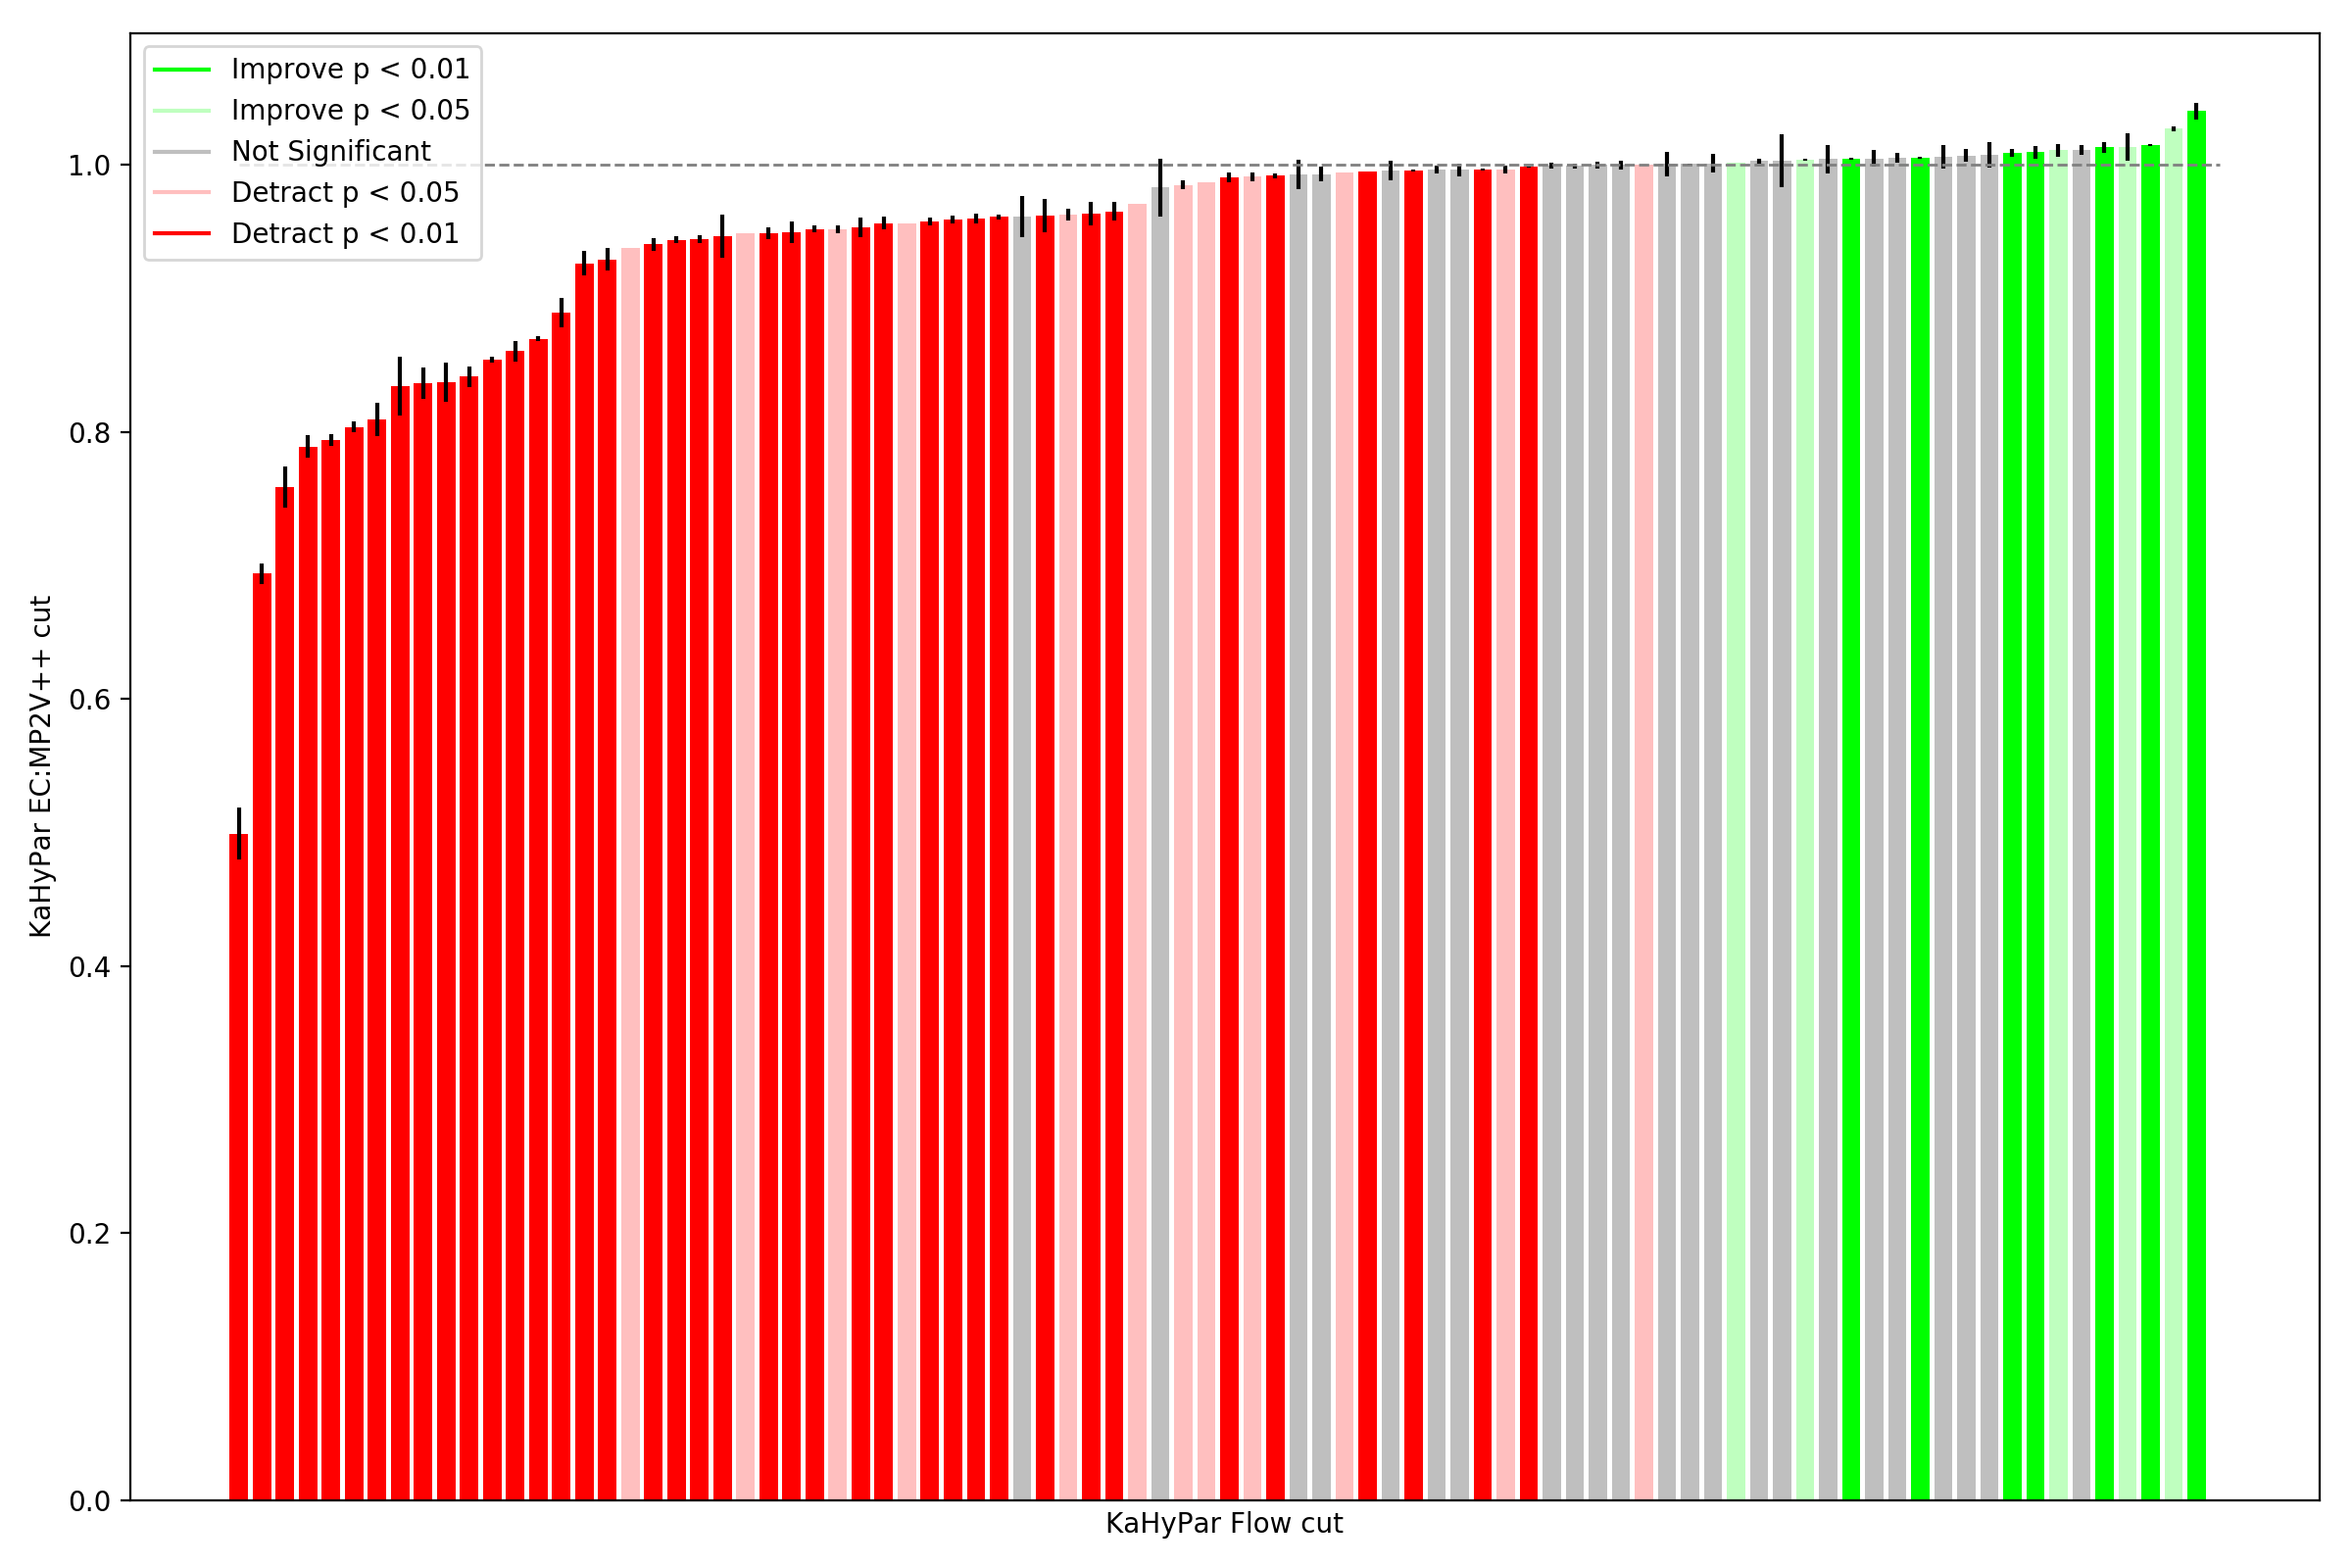 Improve p < 0.01
Improve p < 0.05
Not Significant
Detract p < 0.05
Detract p < 0.01
1.0
0.8
0.6
0.4
0.2
0.0
KaHyPar EC:MP2V++ cut
KaHyPar Flow cut